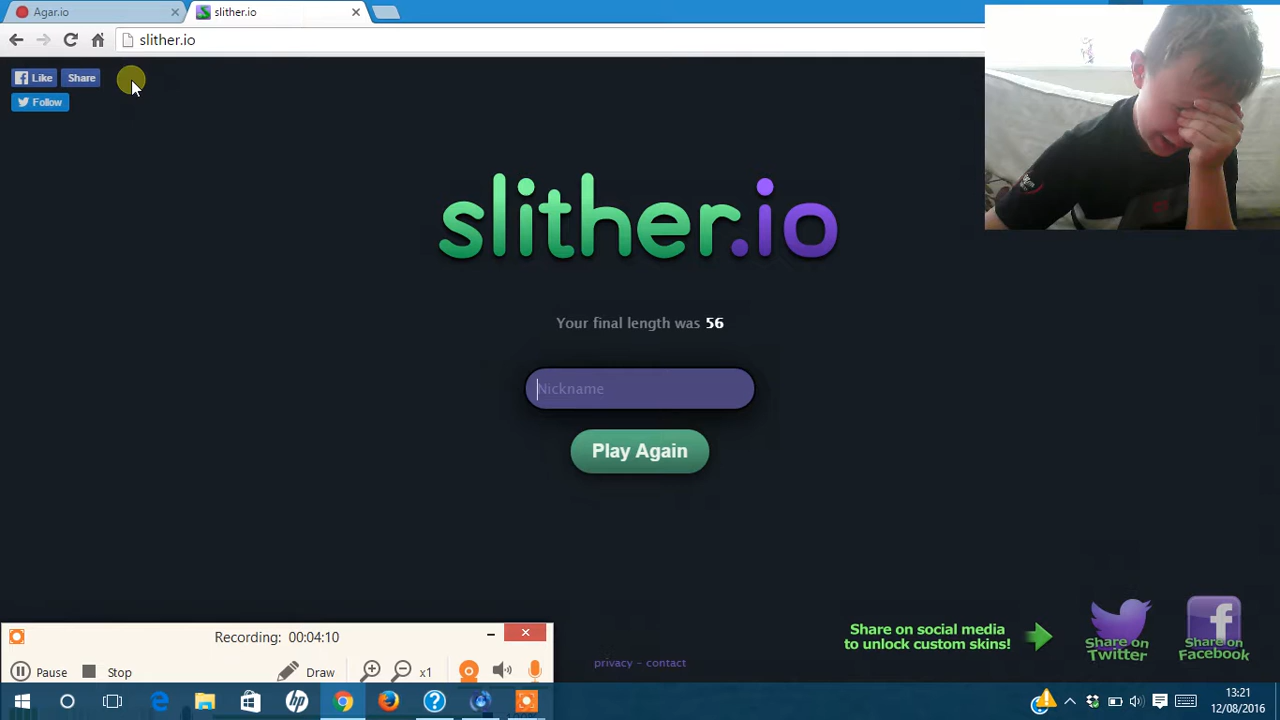 Agar.io
slither.io
slither.io
Like
Share
Follow
slither.io
Your final length was 56
Nickname
Play Again
Share on social media
to unlock custom skins!
Share on
Twitter
Share on
Facebook
privacy - contact
Recording: 00:04:10
Pause
Stop
Draw
x1
13:21
12/08/2016